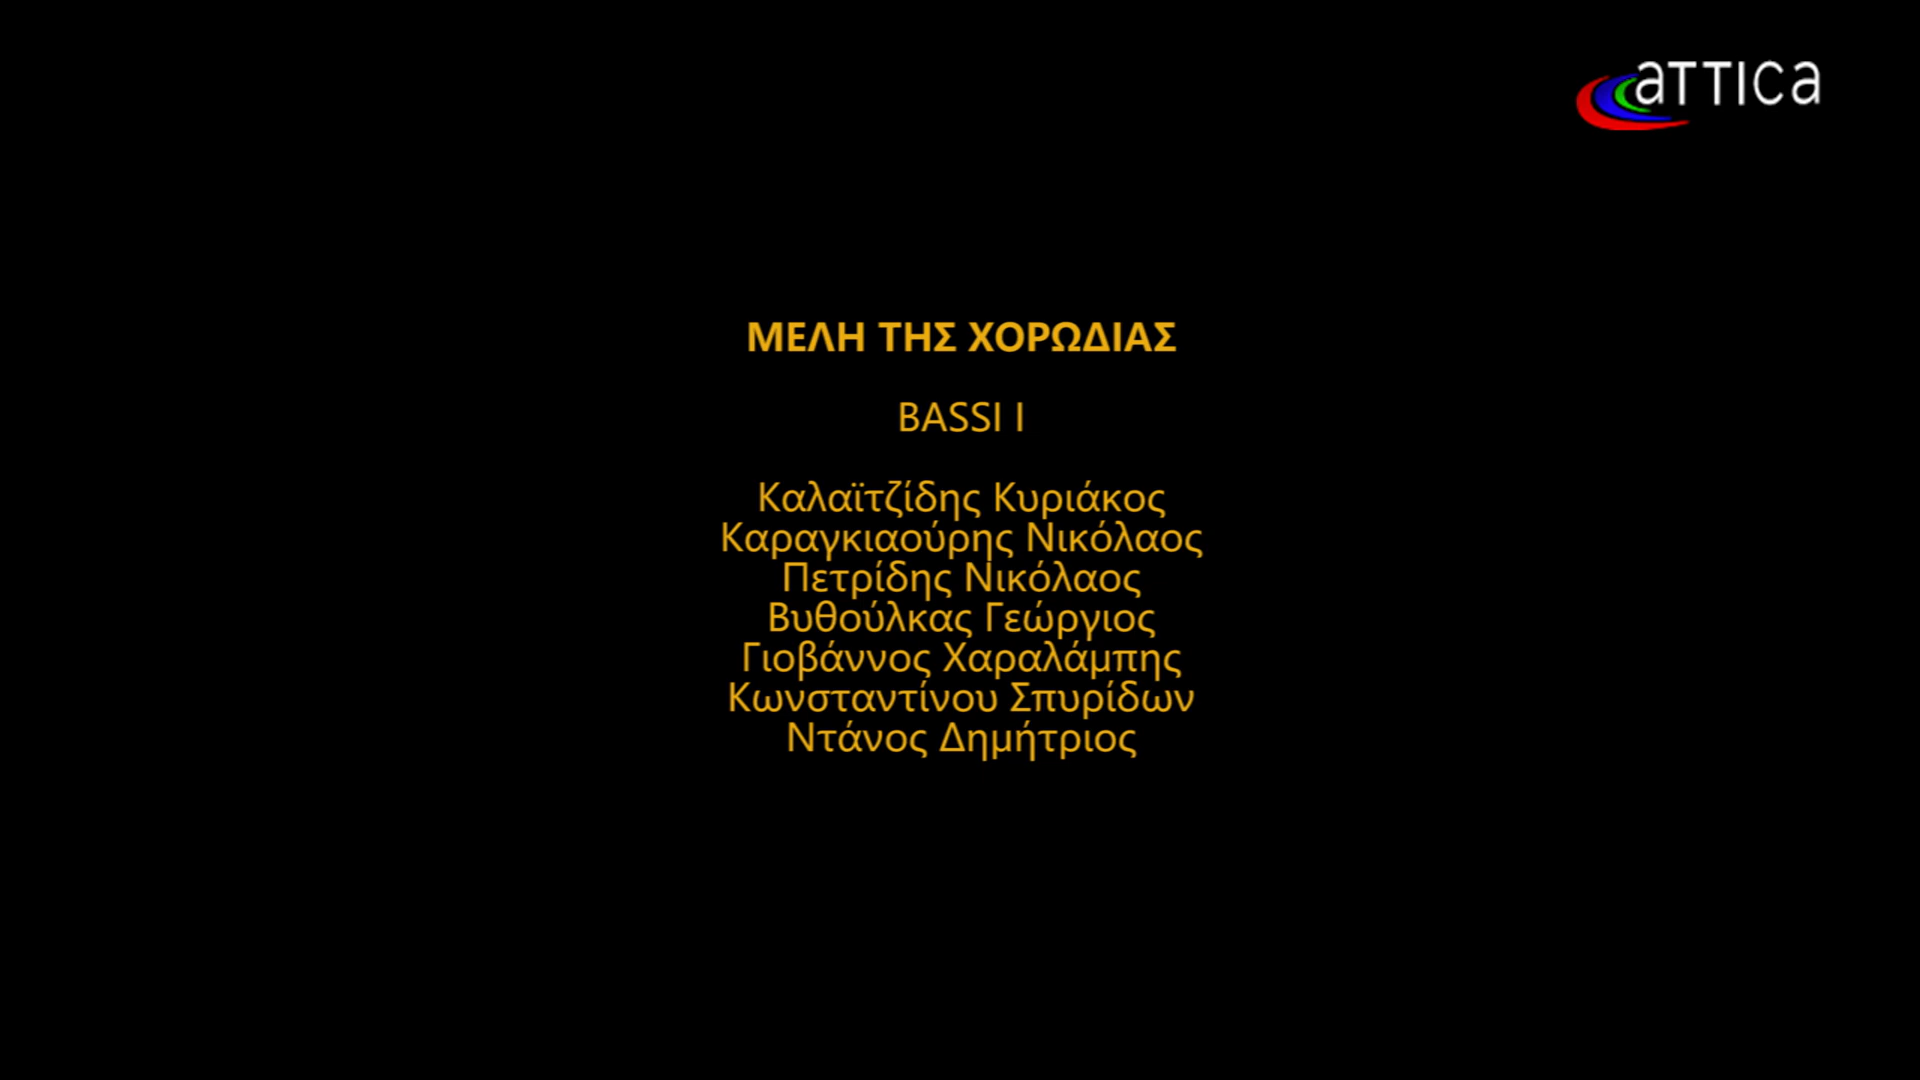 aTTICa
ΜΕΛΗ ΤΗΣ ΧΟΡΩΔΙΑΣ
BASSI I
Καλαϊτζίδης Κυριάκος
Καραγκιαούρης Νικόλαος
Πετρίδης Νικόλαος
Βυθούλκας Γεώργιος
Γιοβάννος Χαραλάμπης
Κωνσταντίνου Σπυρίδων
Ντάνος Δημήτριος